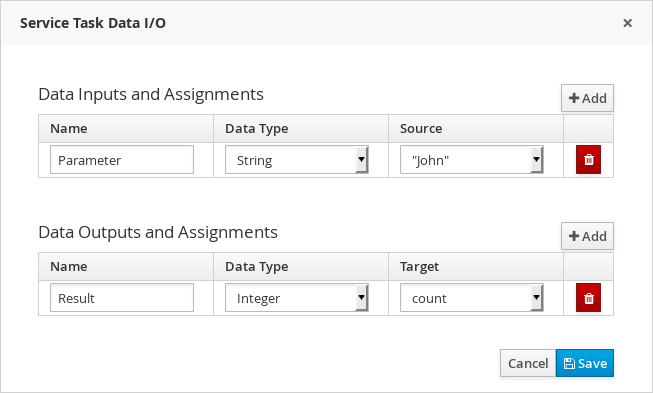 Service Task Data I/O ×
Data Inputs and Assignments
Add
Name Data Type Source
Parameter String "John"
Data Outputs and Assignments
Add
Name Data Type Target
Result Integer count
Cancel Save